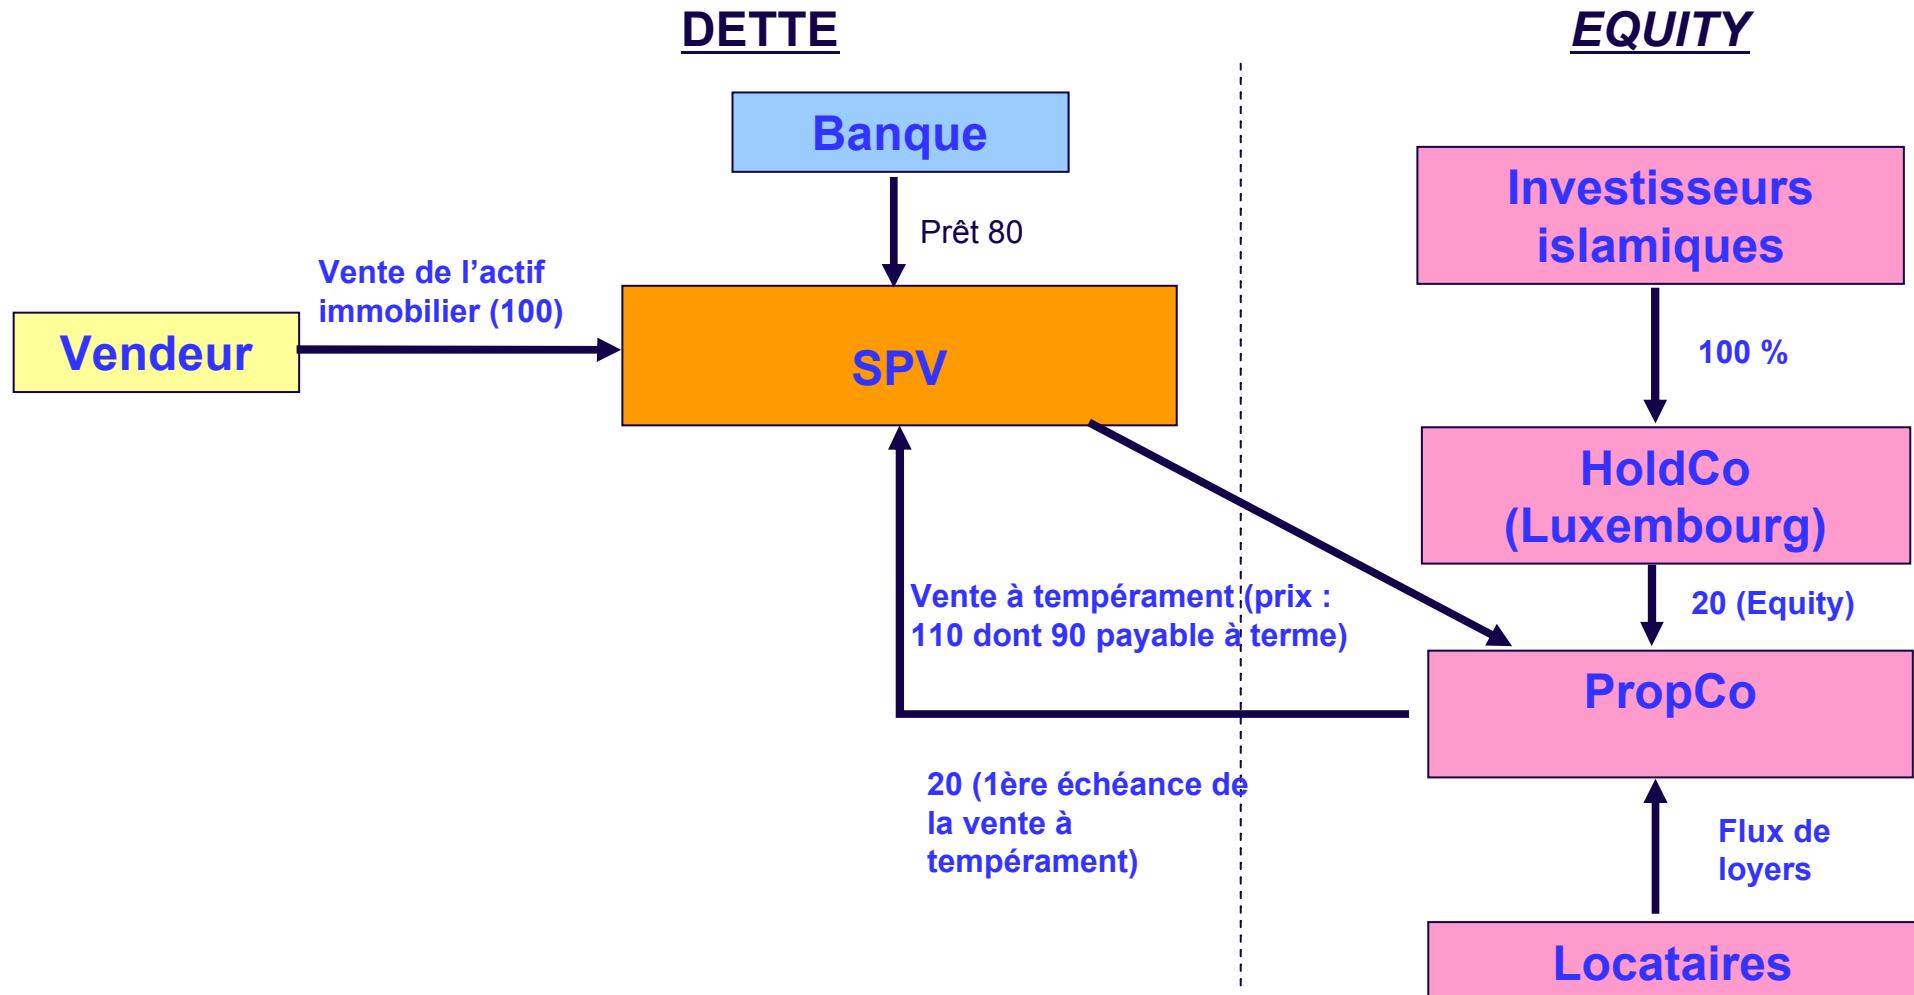 DETTE
EQUITY
Banque
Prêt 80
Investisseurs
islamiques
Vente de l’actif
immobilier (100)
Vendeur
SPV
100 %
HoldCo
(Luxembourg)
20 (Equity)
Vente à tempérament (prix :
110 dont 90 payable à terme)
PropCo
20 (1ère échéance de
la vente à
tempérament)
Flux de
loyers
Locataires